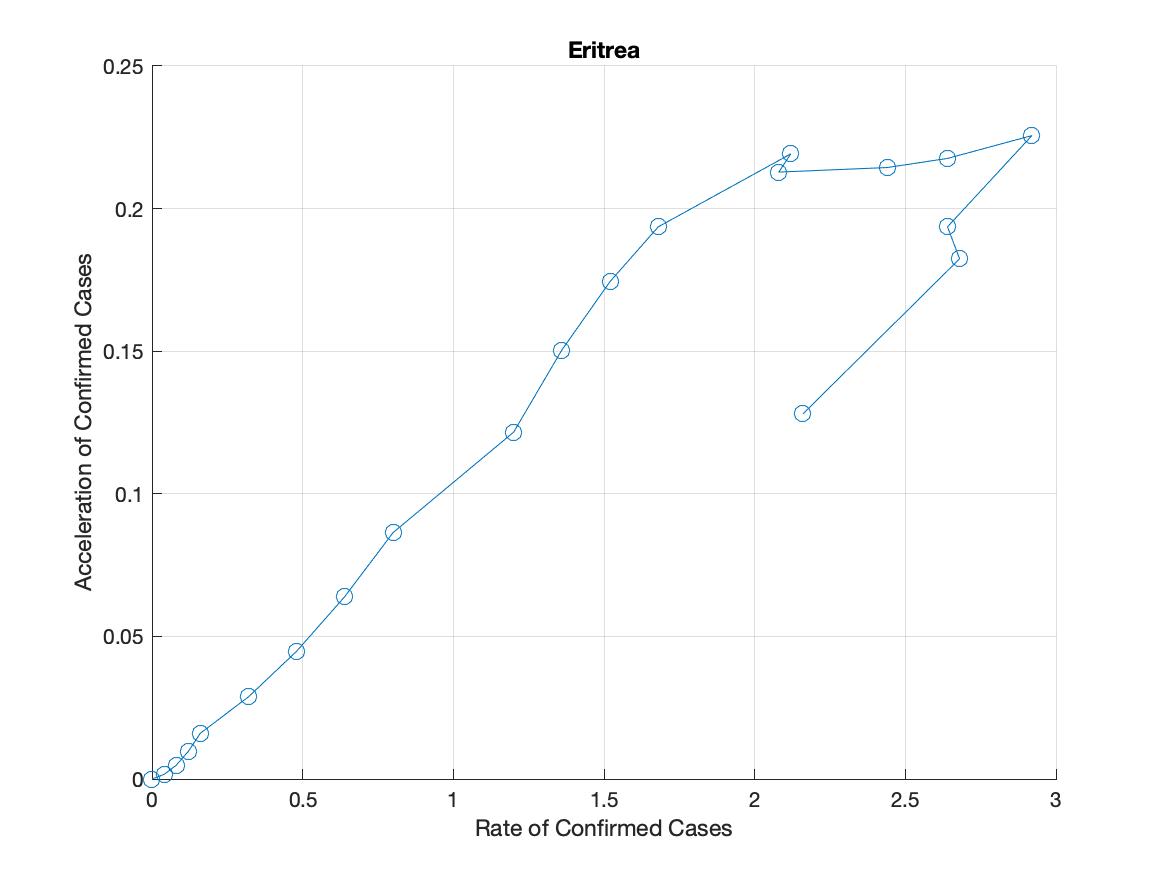 Eritrea
0.25
0.2
0.15
0.1
0.05
0
0 0.5 1 1.5 2 2.5 3
Acceleration of Confirmed Cases
Rate of Confirmed Cases